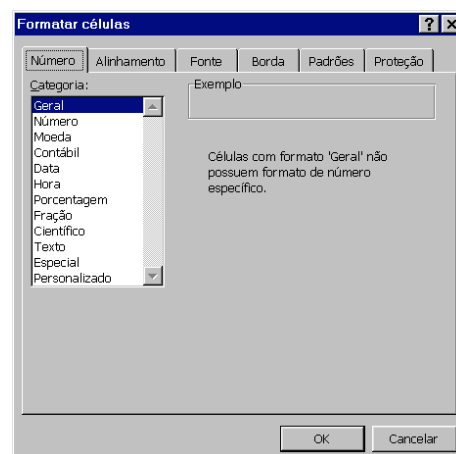 Formatar células
Número Alinhamento Fonte Borda Padrões Proteção
Categoria:
Geral
Número
Moeda
Contábil
Data
Hora
Porcentagem
Fração
Científico
Texto
Especial
Personalizado
Exemplo
Células com formato 'Geral' não
possuem formato de número
específico.
OK Cancelar